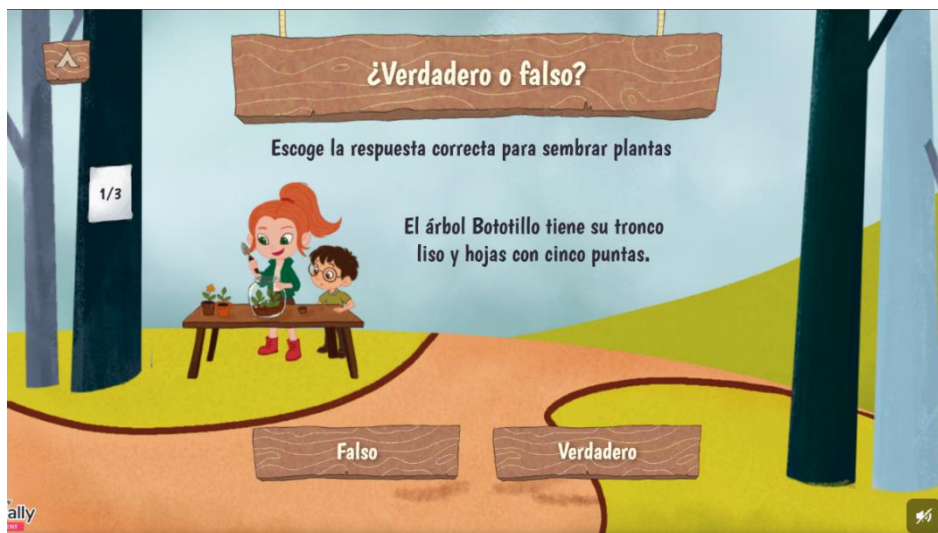 ¿Verdadero o falso?
Escoge la respuesta correcta para sembrar plantas
1/3
El árbol Bototillo tiene su tronco
liso y hojas con cinco puntas.
Falso
Verdadero
ally